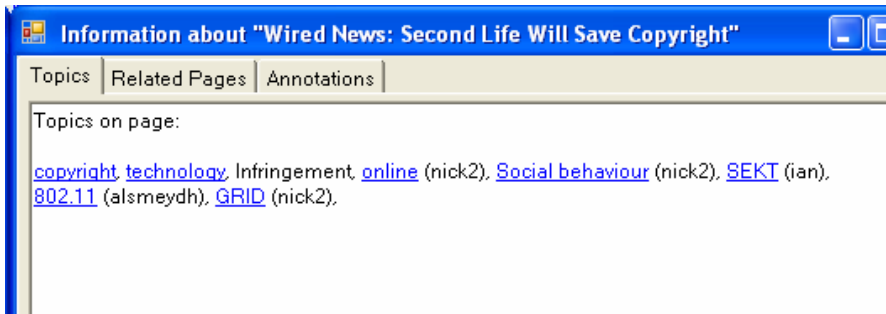 Information about "Wired News: Second Life Will Save Copyright"
Topics Related Pages Annotations
Topics on page:
copyright, technology, Infringement, online (nick2), Social behaviour (nick2), SEKT (ian),
802.11 (alsmeydh), GRID (nick2),